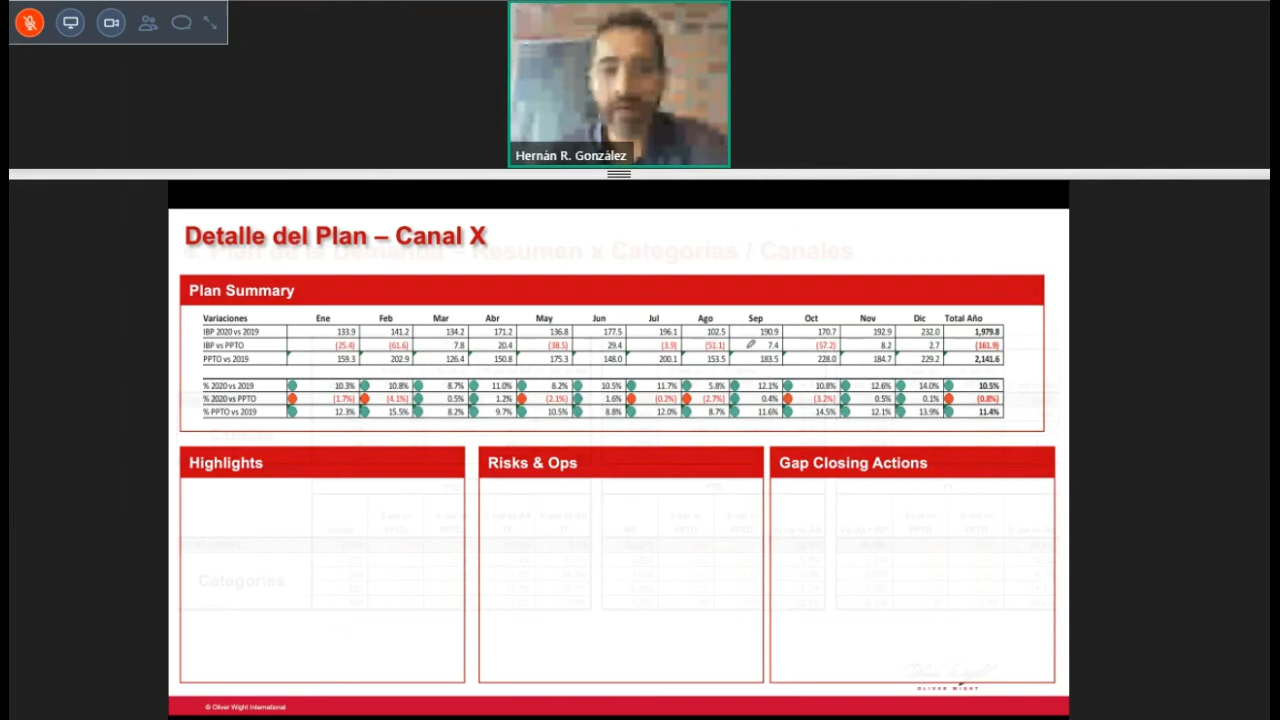 Hernán R. González
Detalle del Plan – Canal X
Plan de la Demanda – Resumen x Categorias / Canales
Plan Summary
Variaciones Ene Feb Mar Abr May Jun Jul Ago Sep Oct Nov Dic Total Año
IBP 2020 vs 2019 133.9 141.2 134.2 171.2 136.8 177.5 196.1 102.5 190.9 170.7 192.9 232.0 1,979.8
IBP vs PPTO (25.4) (61.6) 7.8 20.4 (38.5) 29.4 (3.9) (51.1) 7.4 (57.2) 8.2 2.7 (161.9)
PPTO vs 2019 159.3 202.9 126.4 150.8 175.3 148.0 200.1 153.5 183.5 228.0 184.7 229.2 2,141.6
% 2020 vs 2019 10.3% 10.8% 8.7% 11.0% 8.2% 10.5% 11.7% 5.8% 12.1% 10.8% 12.6% 14.0% 10.5%
% 2020 vs PPTO (1.7%) (4.1%) 0.5% 1.2% (2.1%) 1.6% (0.2%) (2.7%) 0.4% (3.2%) 0.5% 0.1% (0.8%)
% PPTO vs 2019 12.3% 15.5% 8.2% 9.7% 10.5% 8.8% 12.0% 8.7% 11.6% 14.5% 12.1% 13.9% 11.4%
Highlights Risks & Ops Gap Closing Actions
Categorias
OLIVER WIGHT
© Oliver Wight International